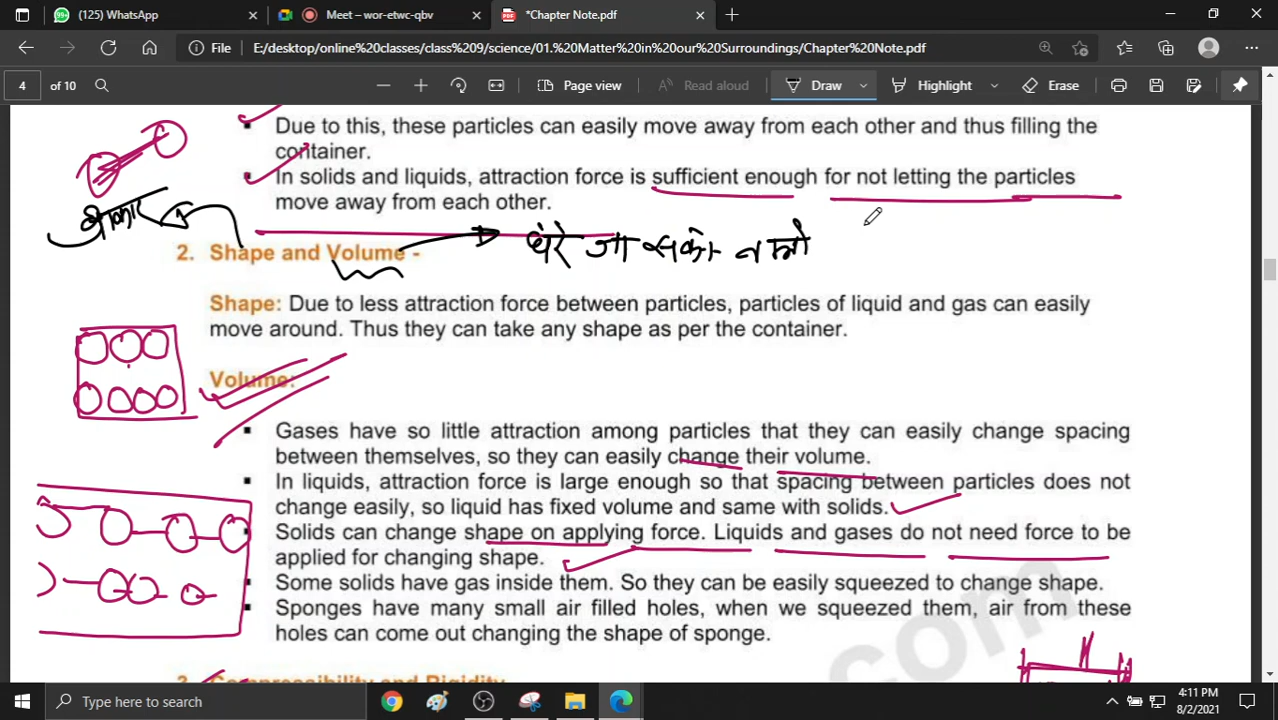 (125) WhatsApp
Meet – wor-etwc-qbv
*Chapter Note.pdf
File E:/desktop/online%20classes/class%209/science/01.%20Matter%20in%20our%20Surroundings/Chapter%20Note.pdf
4 of 10 Page view Read aloud Draw Highlight Erase
Due to this, these particles can easily move away from each other and thus filling the
container.
In solids and liquids, attraction force is sufficient enough for not letting the particles
move away from each other.
2. Shape and Volume -
Shape: Due to less attraction force between particles, particles of liquid and gas can easily
move around. Thus they can take any shape as per the container.
Volume:
Gases have so little attraction among particles that they can easily change spacing
between themselves, so they can easily change their volume.
In liquids, attraction force is large enough so that spacing between particles does not
change easily, so liquid has fixed volume and same with solids.
Solids can change shape on applying force. Liquids and gases do not need force to be
applied for changing shape.
Some solids have gas inside them. So they can be easily squeezed to change shape.
Sponges have many small air filled holes, when we squeezed them, air from these
holes can come out changing the shape of sponge.
com
Compressibility and Rigidity
Type here to search
4:11 PM
8/2/2021